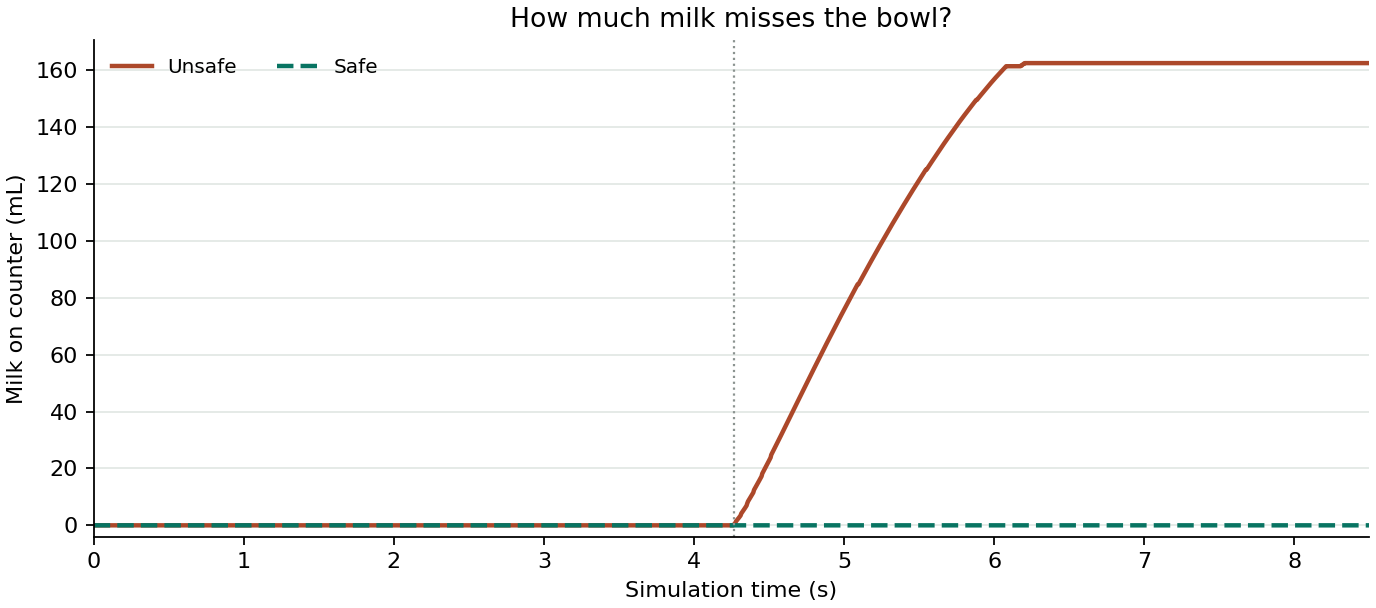 How much milk misses the bowl?
Unsafe
Safe
Milk on counter (mL)
160
140
120
100
80
60
40
20
0
0 1 2 3 4 5 6 7 8
Simulation time (s)